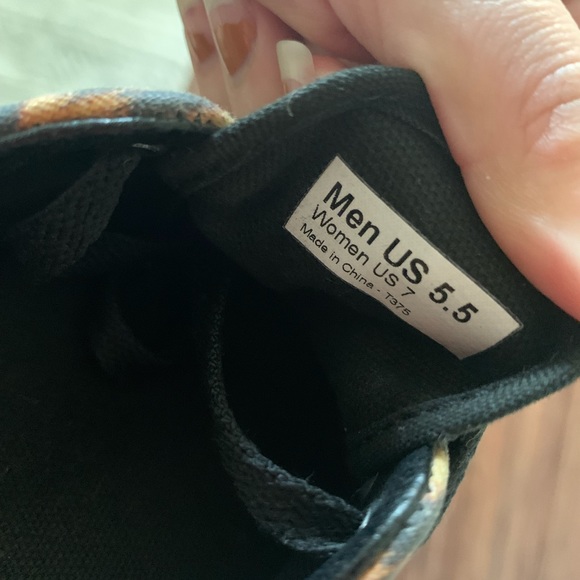 Men US 5.5
Women US 7
Made in China - T375